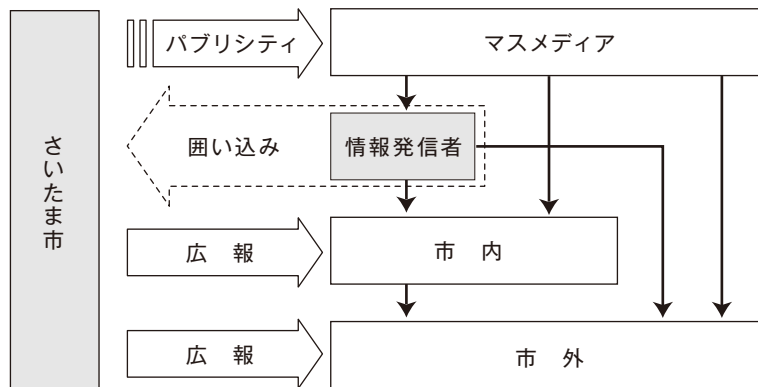 さいたま市
パブリシティ
マスメディア
囲い込み
情報発信者
広 報
市 内
広 報
市 外